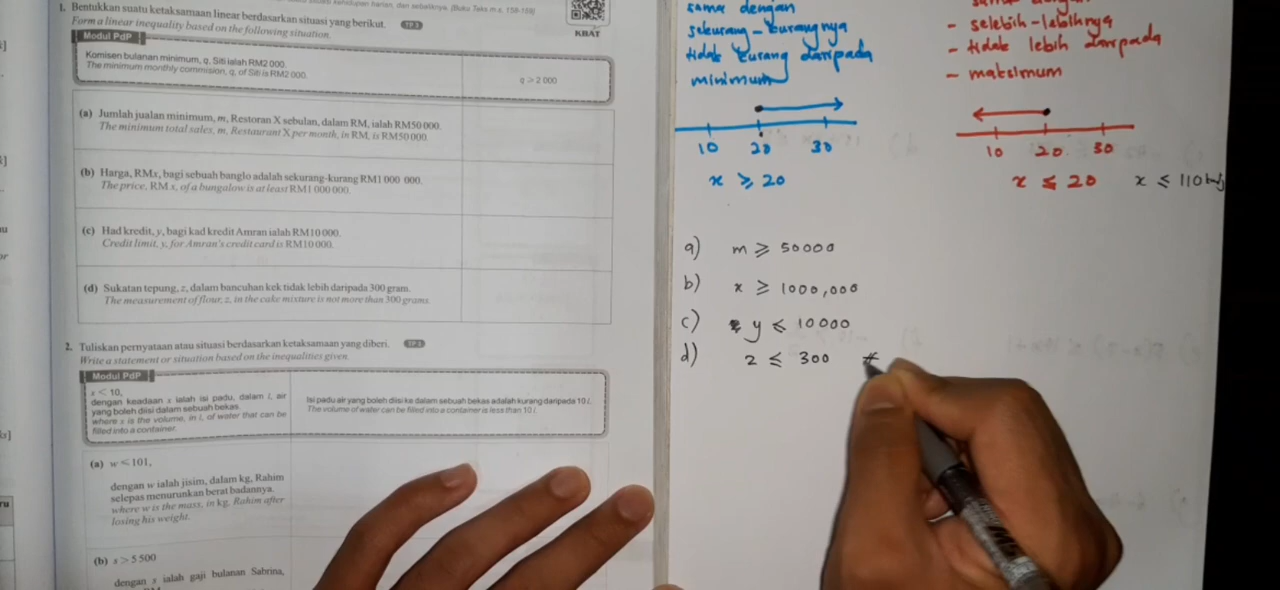 1. Bentukkan suatu ketaksamaan linear berdasarkan situasi yang berikut. TP 3
Form a linear inequality based on the following situation.
KBAT
Modul PdP
Komisen bulanan minimum, q, Siti ialah RM2 000.
The minimum monthly commision, q, of Siti is RM2 000.
q ⩾ 2 000
(a) Jumlah jualan minimum, m, Restoran X sebulan, dalam RM, ialah RM50 000.
The minimum total sales, m, Restaurant X per month, in RM, is RM50 000.
(b) Harga, RMx, bagi sebuah banglo adalah sekurang-kurang RM1 000 000.
The price, RM x, of a bungalow is at least RM1 000 000.
(c) Had kredit, y, bagi kad kredit Amran ialah RM10 000.
Credit limit, y, for Amran's credit card is RM10 000.
(d) Sukatan tepung, z, dalam bancuhan kek tidak lebih daripada 300 gram.
The measurement of flour, z, in the cake mixture is not more than 300 grams.
2. Tuliskan pernyataan atau situasi berdasarkan ketaksamaan yang diberi.
Write a statement or situation based on the inequalities given.
Modul PdP
x < 10,
dengan keadaan x ialah isi padu, dalam l, air
yang boleh diisi dalam sebuah bekas.
where x is the volume, in l, of water that can be
filled into a container.
Isi padu air yang boleh diisi ke dalam sebuah bekas adalah kurang daripada 10 l.
The volume of water can be filled into a container is less than 10 l.
(a) w < 101,
dengan w ialah jisim, dalam kg, Rahim
selepas menurunkan berat badannya.
where w is the mass, in kg, Rahim after
losing his weight.
(b) s > 5 500
dengan s ialah gaji bulanan Sabrina,
sama dengan
sekurang-kurangnya
tidak kurang daripada
minimum
10 20 30
x ⩾ 20
- selebih-lebihnya
- tidak lebih daripada
- maksimum
10 20 30
x ⩽ 20
x ⩽ 110
a) m ⩾ 50000
b) x ⩾ 1000,000
c) y ⩽ 10000
d) z ⩽ 300 #